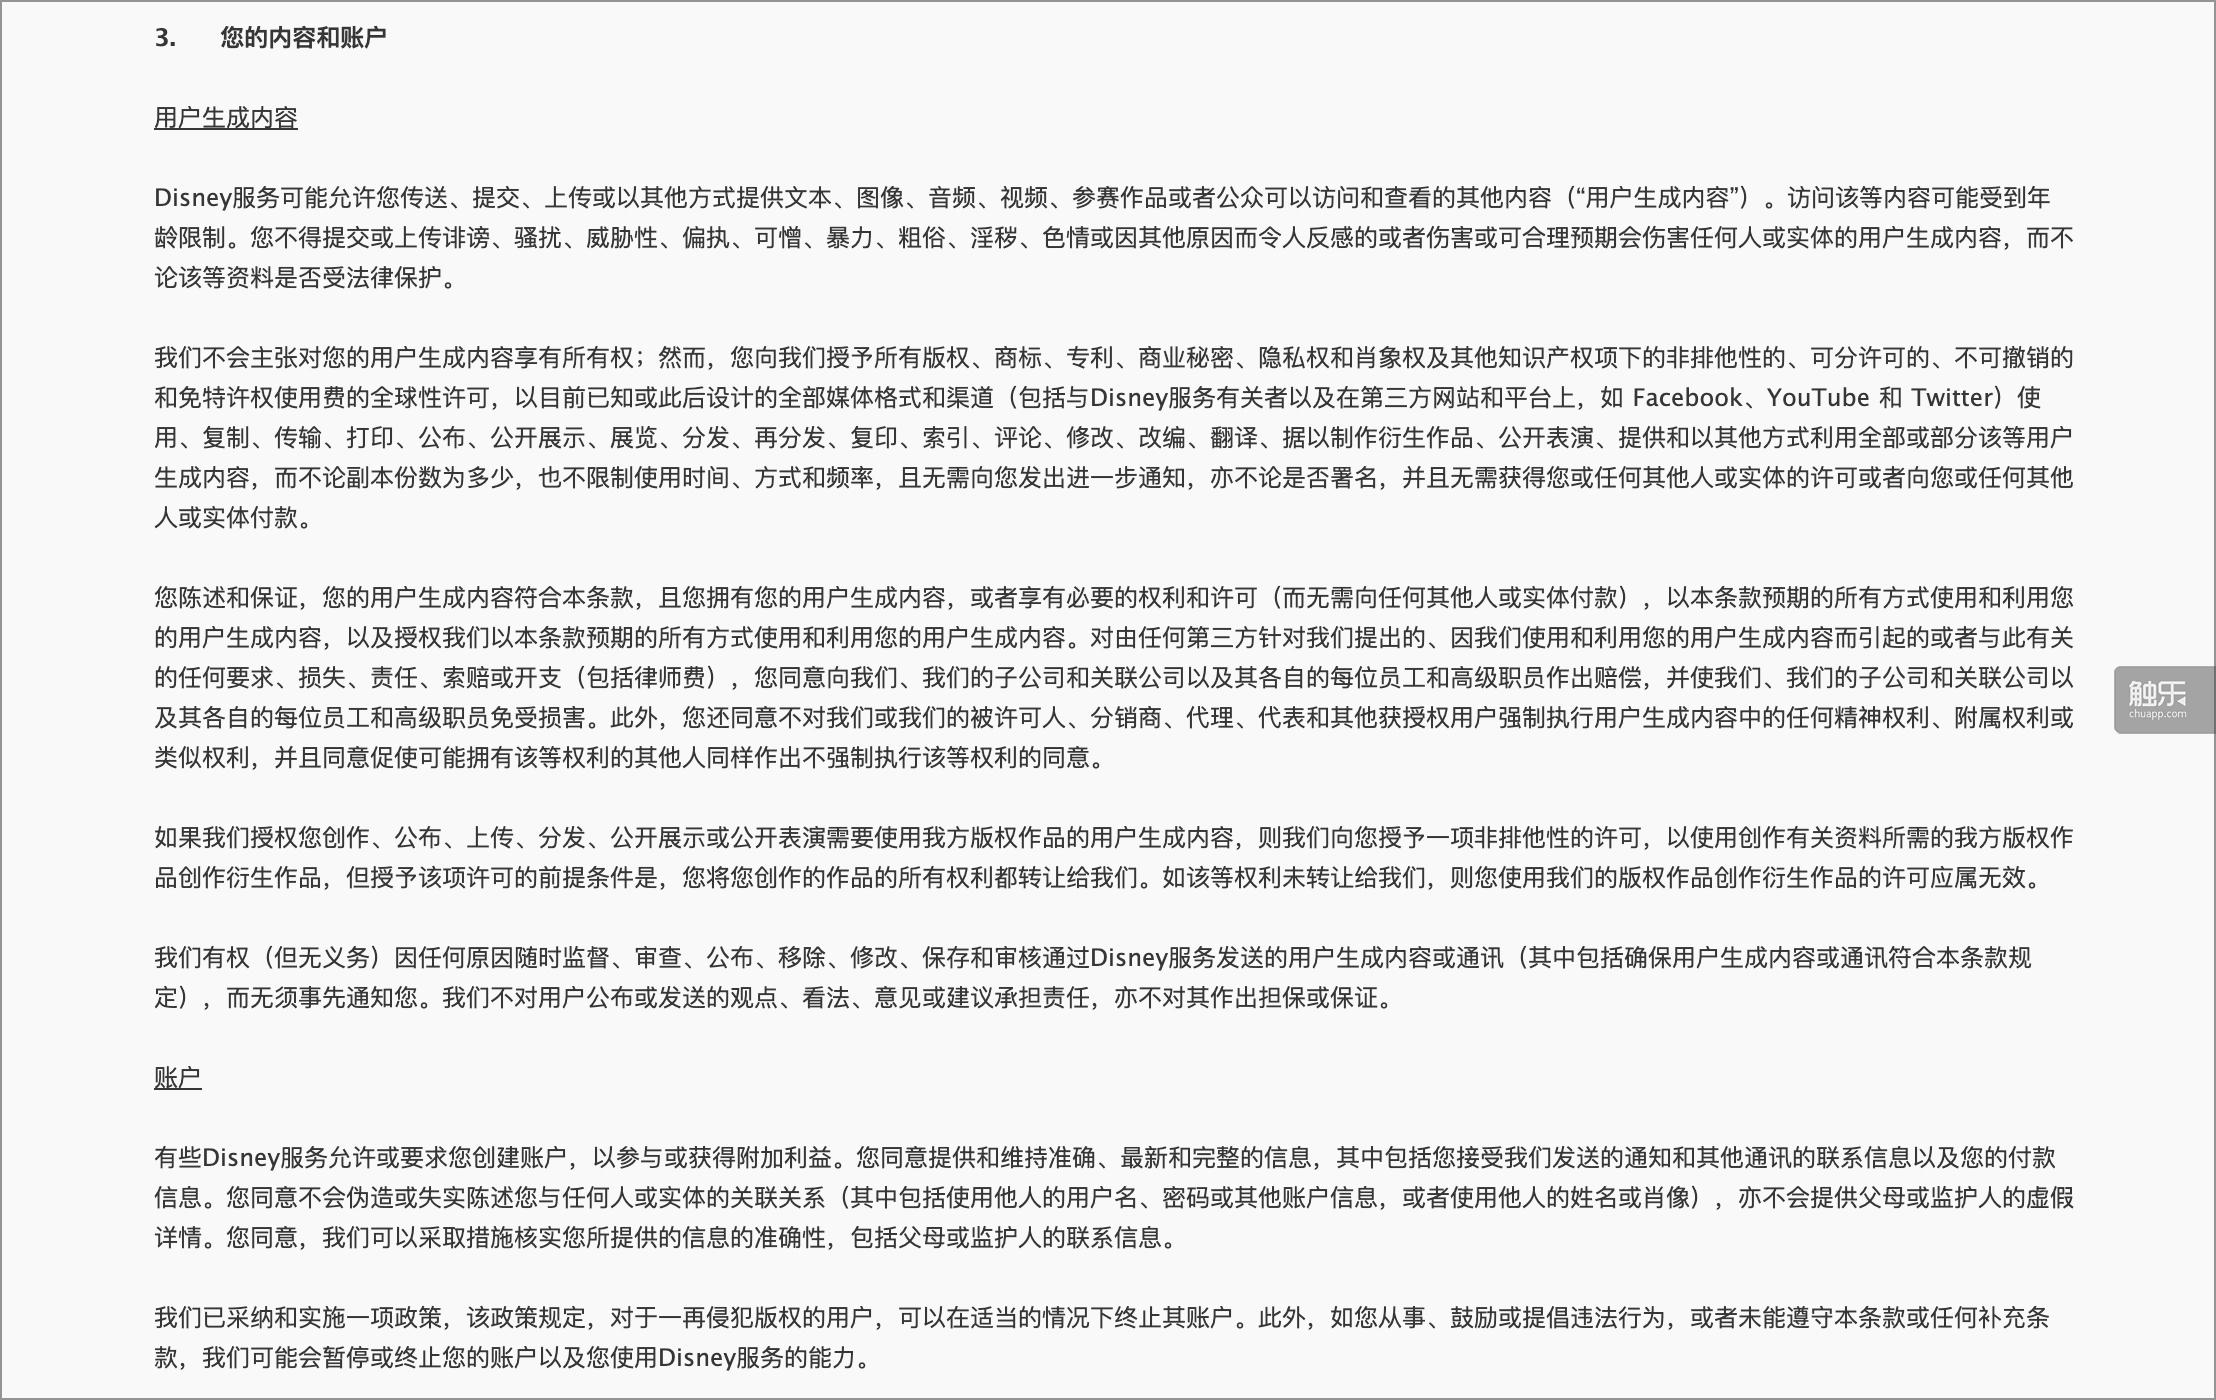 3. 您的内容和账户
用户生成内容
Disney服务可能允许您传送、提交、上传或以其他方式提供文本、图像、音频、视频、参赛作品或者公众可以访问和查看的其他内容（“用户生成内容”）。访问该等内容可能受到年
龄限制。您不得提交或上传诽谤、骚扰、威胁性、偏执、可憎、暴力、粗俗、淫秽、色情或因其他原因而令人反感的或者伤害或可合理预期会伤害任何人或实体的用户生成内容，而不
论该等资料是否受法律保护。
我们不会主张对您的用户生成内容享有所有权；然而，您向我们授予所有版权、商标、专利、商业秘密、隐私权和肖象权及其他知识产权项下的非排他性的、可分许可的、不可撤销的
和免特许权使用费的全球性许可，以目前已知或此后设计的全部媒体格式和渠道（包括与Disney服务有关者以及在第三方网站和平台上，如 Facebook、YouTube 和 Twitter）使
用、复制、传输、打印、公布、公开展示、展览、分发、再分发、复印、索引、评论、修改、改编、翻译、据以制作衍生作品、公开表演、提供和以其他方式利用全部或部分该等用户
生成内容，而不论副本份数为多少，也不限制使用时间、方式和频率，且无需向您发出进一步通知，亦不论是否署名，并且无需获得您或任何其他人或实体的许可或者向您或任何其他
人或实体付款。
您陈述和保证，您的用户生成内容符合本条款，且您拥有您的用户生成内容，或者享有必要的权利和许可（而无需向任何其他人或实体付款），以本条款预期的所有方式使用和利用您
的用户生成内容，以及授权我们以本条款预期的所有方式使用和利用您的用户生成内容。对由任何第三方针对我们提出的、因我们使用和利用您的用户生成内容而引起的或者与此有关
的任何要求、损失、责任、索赔或开支（包括律师费），您同意向我们、我们的子公司和关联公司以及其各自的每位员工和高级职员作出赔偿，并使我们、我们的子公司和关联公司以
及其各自的每位员工和高级职员免受损害。此外，您还同意不对我们或我们的被许可人、分销商、代理、代表和其他获授权用户强制执行用户生成内容中的任何精神权利、附属权利或
类似权利，并且同意促使可能拥有该等权利的其他人同样作出不强制执行该等权利的同意。
如果我们授权您创作、公布、上传、分发、公开展示或公开表演需要使用我方版权作品的用户生成内容，则我们向您授予一项非排他性的许可，以使用创作有关资料所需的我方版权作
品创作衍生作品，但授予该项许可的前提条件是，您将您创作的作品的所有权利都转让给我们。如该等权利未转让给我们，则您使用我们的版权作品创作衍生作品的许可应属无效。
我们有权（但无义务）因任何原因随时监督、审查、公布、移除、修改、保存和审核通过Disney服务发送的用户生成内容或通讯（其中包括确保用户生成内容或通讯符合本条款规
定），而无须事先通知您。我们不对用户公布或发送的观点、看法、意见或建议承担责任，亦不对其作出担保或保证。
账户
有些Disney服务允许或要求您创建账户，以参与或获得附加利益。您同意提供和维持准确、最新和完整的信息，其中包括您接受我们发送的通知和其他通讯的联系信息以及您的付款
信息。您同意不会伪造或失实陈述您与任何人或实体的关联关系（其中包括使用他人的用户名、密码或其他账户信息，或者使用他人的姓名或肖像），亦不会提供父母或监护人的虚假
详情。您同意，我们可以采取措施核实您所提供的信息的准确性，包括父母或监护人的联系信息。
我们已采纳和实施一项政策，该政策规定，对于一再侵犯版权的用户，可以在适当的情况下终止其账户。此外，如您从事、鼓励或提倡违法行为，或者未能遵守本条款或任何补充条
款，我们可能会暂停或终止您的账户以及您使用Disney服务的能力。
触乐
chuapp.com